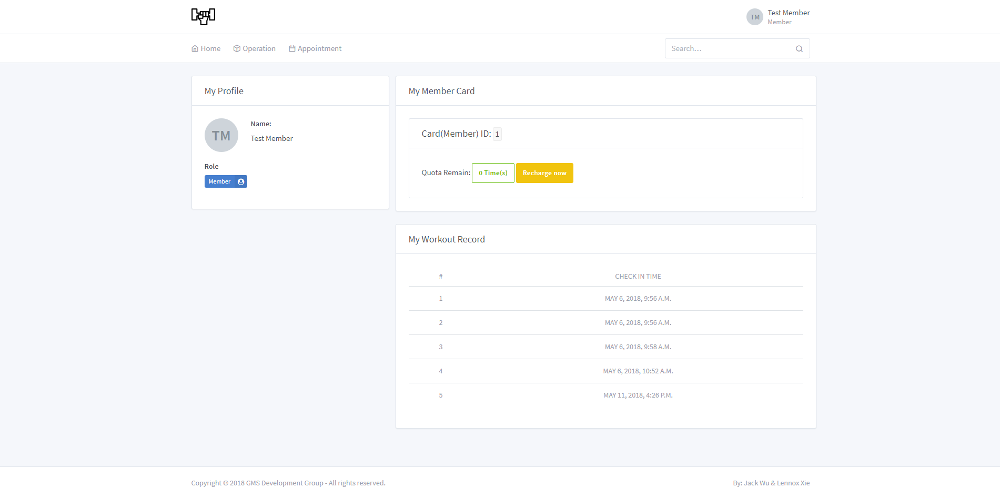 TM
Test Member
Member
Home
Operation
Appointment
Search...
My Profile
TM
Name:
Test Member
Role
Member
My Member Card
Card(Member) ID: 1
Quota Remain: 0 Time(s) Recharge now
My Workout Record
# CHECK IN TIME
1 MAY 6, 2018, 9:56 A.M.
2 MAY 6, 2018, 9:56 A.M.
3 MAY 6, 2018, 9:58 A.M.
4 MAY 6, 2018, 10:52 A.M.
5 MAY 11, 2018, 4:26 P.M.
Copyright © 2018 GMS Development Group - All rights reserved.
By: Jack Wu & Lennox Xie